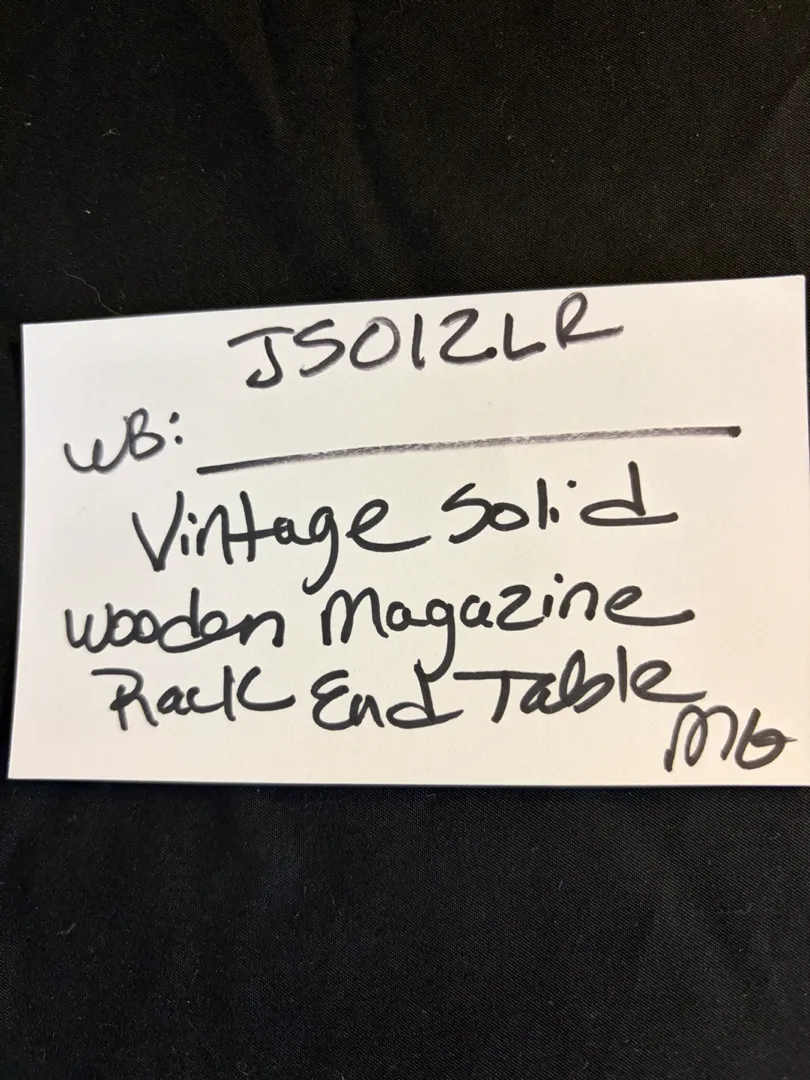 JS012LR
WB:
Vintage Solid
Wooden Magazine
Rack End Table
MG